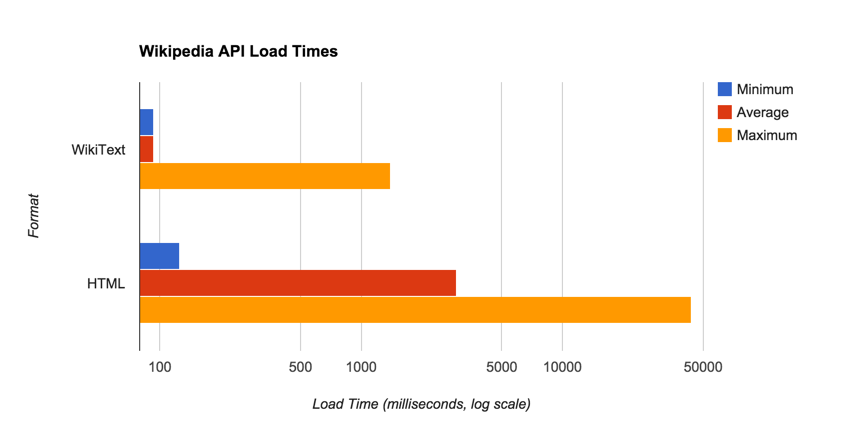 Wikipedia API Load Times
Minimum
Average
Maximum
WikiText
HTML
Format
100 500 1000 5000 10000 50000
Load Time (milliseconds, log scale)